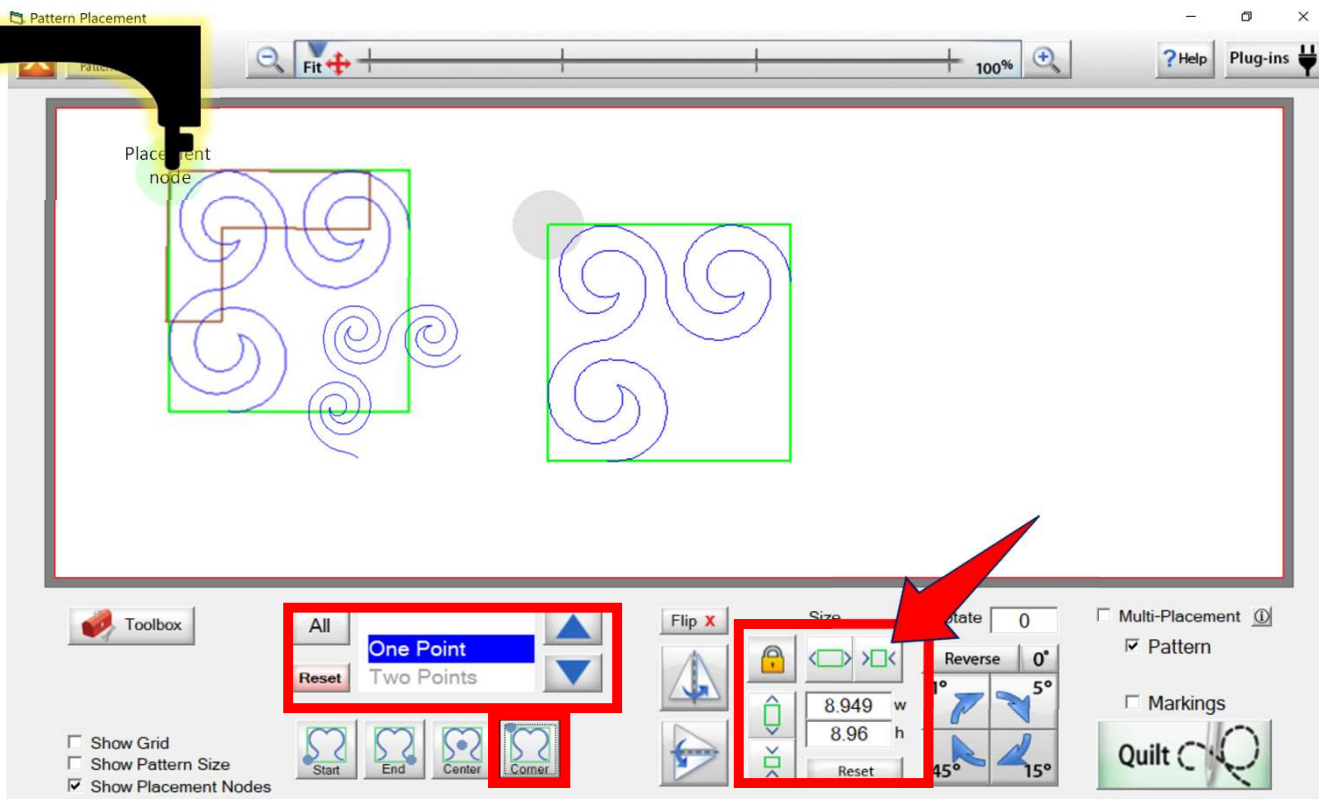 Pattern Placement
Fit
100%
?Help
Plug-ins
Placement
node
Toolbox
All
One Point
Reset
Two Points
Flip X
Size
0
Multi-Placement
Pattern
Reverse 0°
1° 5°
8.949 w
8.96 h
Markings
Show Grid
Show Pattern Size
Show Placement Nodes
Start
End
Center
Corner
Reset
45° 15°
Quilt